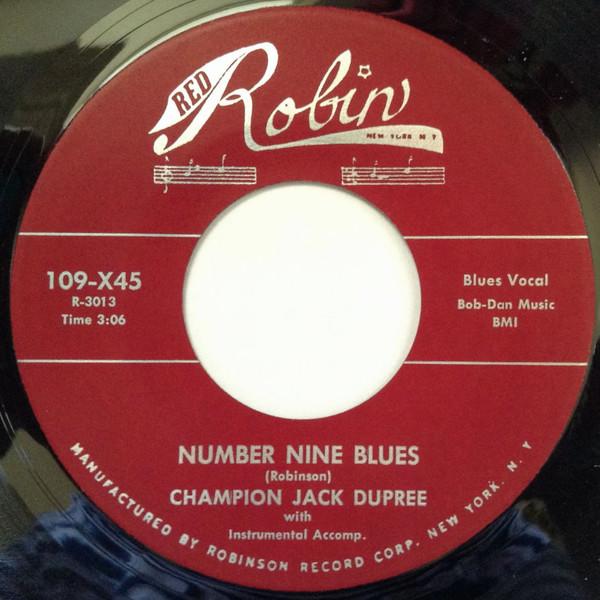 RED
Robin
NEW YORK N Y
109-X45
R-3013
Time 3:06
Blues Vocal
Bob-Dan Music
BMI
NUMBER NINE BLUES
(Robinson)
CHAMPION JACK DUPREE
with
Instrumental Accomp.
MANUFACTURED BY ROBINSON RECORD CORP. NEW YORK. N. Y